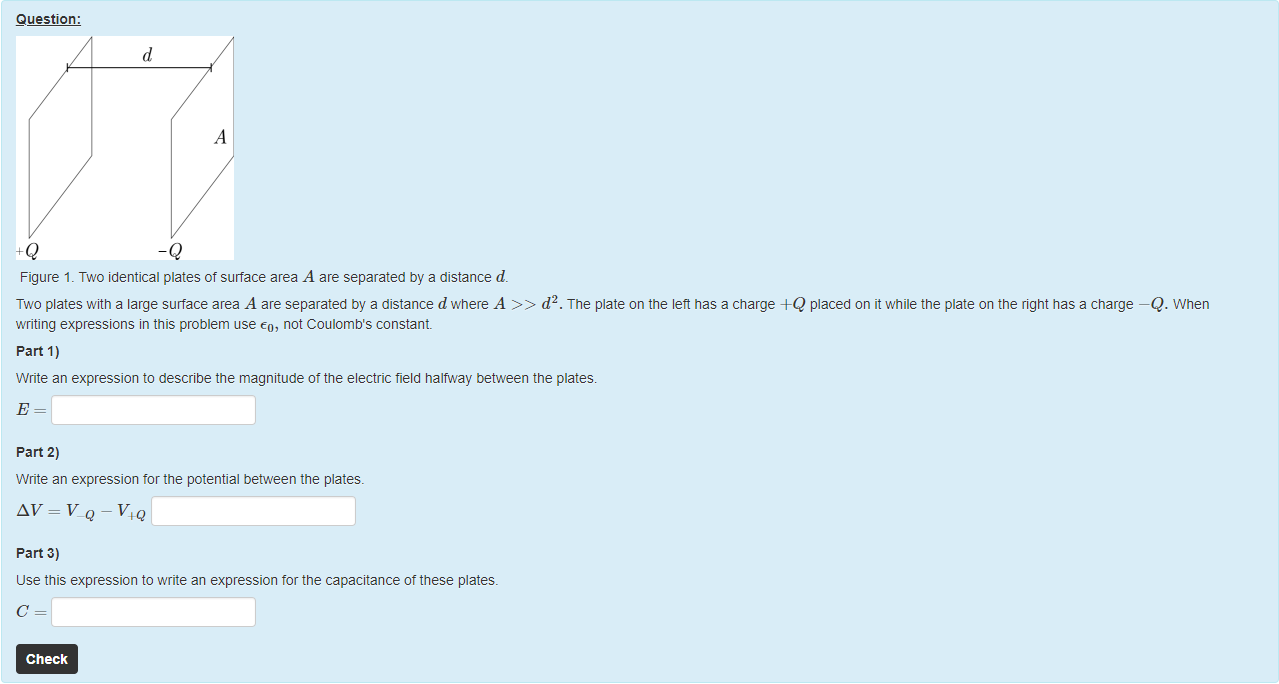 Question:
d
A
+Q
−Q
Figure 1. Two identical plates of surface area A are separated by a distance d.
Two plates with a large surface area A are separated by a distance d where A >> d². The plate on the left has a charge +Q placed on it while the plate on the right has a charge −Q. When
writing expressions in this problem use ϵ₀, not Coulomb's constant.
Part 1)
Write an expression to describe the magnitude of the electric field halfway between the plates.
E =
Part 2)
Write an expression for the potential between the plates.
ΔV = V₋Q − V₊Q
Part 3)
Use this expression to write an expression for the capacitance of these plates.
C =
Check